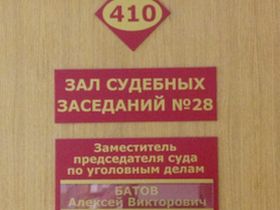 410
ЗАЛ СУДЕБНЫХ
ЗАСЕДАНИЙ №28
Заместитель
председателя суда
по уголовным делам
БАТОВ
Алексей Викторович